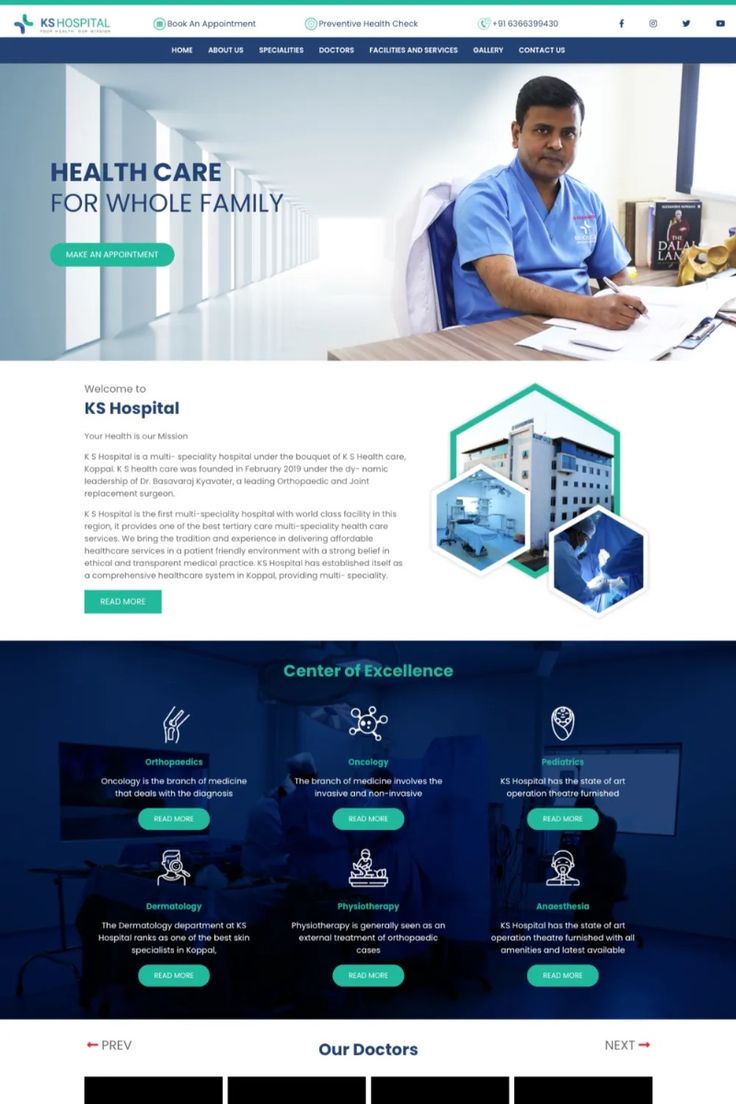 KS HOSPITAL
YOUR HEALTH OUR MISSION
Book An Appointment
Preventive Health Check
+91 6366399430
HOME ABOUT US SPECIALITIES DOCTORS FACILITIES AND SERVICES GALLERY CONTACT US
HEALTH CARE
FOR WHOLE FAMILY
MAKE AN APPOINTMENT
THE
DALAI
LAMA
Welcome to
KS Hospital
Your Health is our Mission
K S Hospital is a multi- speciality hospital under the bouquet of K S Health care,
Koppal. K S health care was founded in February 2019 under the dy- namic
leadership of Dr. Basavaraj Kyavater, a leading Orthopaedic and Joint
replacement surgeon.
K S Hospital is the first multi-speciality hospital with world class facility in this
region, it provides one of the best tertiary care multi-speciality health care
services. We bring the tradition and experience in delivering affordable
healthcare services in a patient friendly environment with a strong belief in
ethical and transparent medical practice. KS Hospital has established itself as
a comprehensive healthcare system in Koppal, providing multi- speciality.
READ MORE
Center of Excellence
Orthopaedics
Oncology is the branch of medicine
that deals with the diagnosis
READ MORE
Oncology
The branch of medicine involves the
invasive and non-invasive
READ MORE
Pediatrics
KS Hospital has the state of art
operation theatre furnished
READ MORE
Dermatology
The Dermatology department at KS
Hospital ranks as one of the best skin
specialists in Koppal,
READ MORE
Physiotherapy
Physiotherapy is generally seen as an
external treatment of orthopaedic
cases
READ MORE
Anaesthesia
KS Hospital has the state of art
operation theatre furnished with all
amenities and latest available
READ MORE
PREV
Our Doctors
NEXT